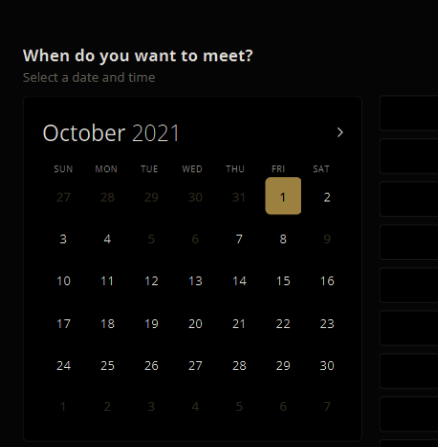 When do you want to meet?
Select a date and time
October 2021
SUN MON TUE WED THU FRI SAT
27 28 29 30 31 1 2
3 4 5 6 7 8 9
10 11 12 13 14 15 16
17 18 19 20 21 22 23
24 25 26 27 28 29 30
1 2 3 4 5 6 7